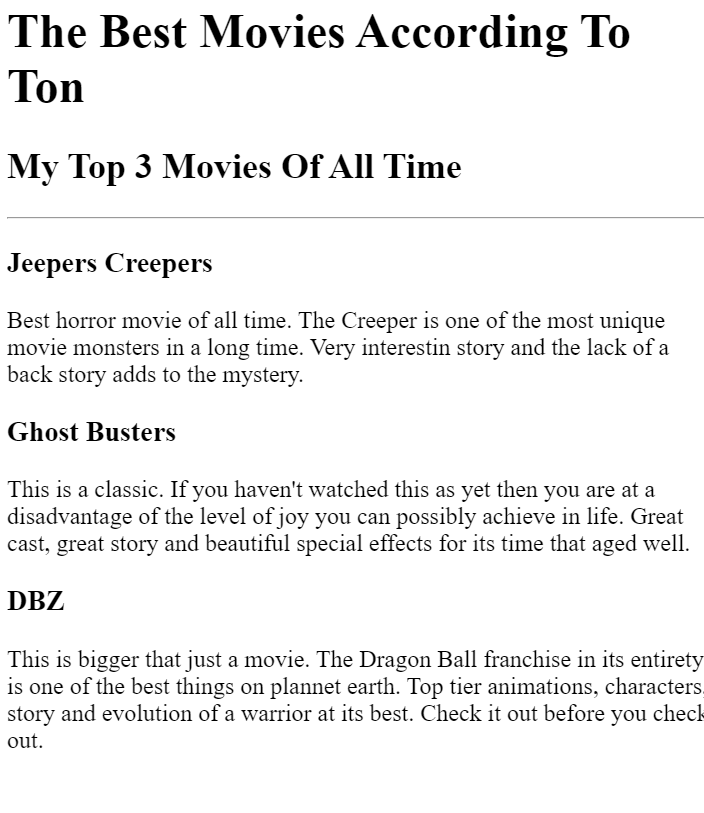 The Best Movies According To
Ton
My Top 3 Movies Of All Time
Jeepers Creepers
Best horror movie of all time. The Creeper is one of the most unique
movie monsters in a long time. Very interestin story and the lack of a
back story adds to the mystery.
Ghost Busters
This is a classic. If you haven't watched this as yet then you are at a
disadvantage of the level of joy you can possibly achieve in life. Great
cast, great story and beautiful special effects for its time that aged well.
DBZ
This is bigger that just a movie. The Dragon Ball franchise in its entirety
is one of the best things on plannet earth. Top tier animations, characters,
story and evolution of a warrior at its best. Check it out before you check
out.